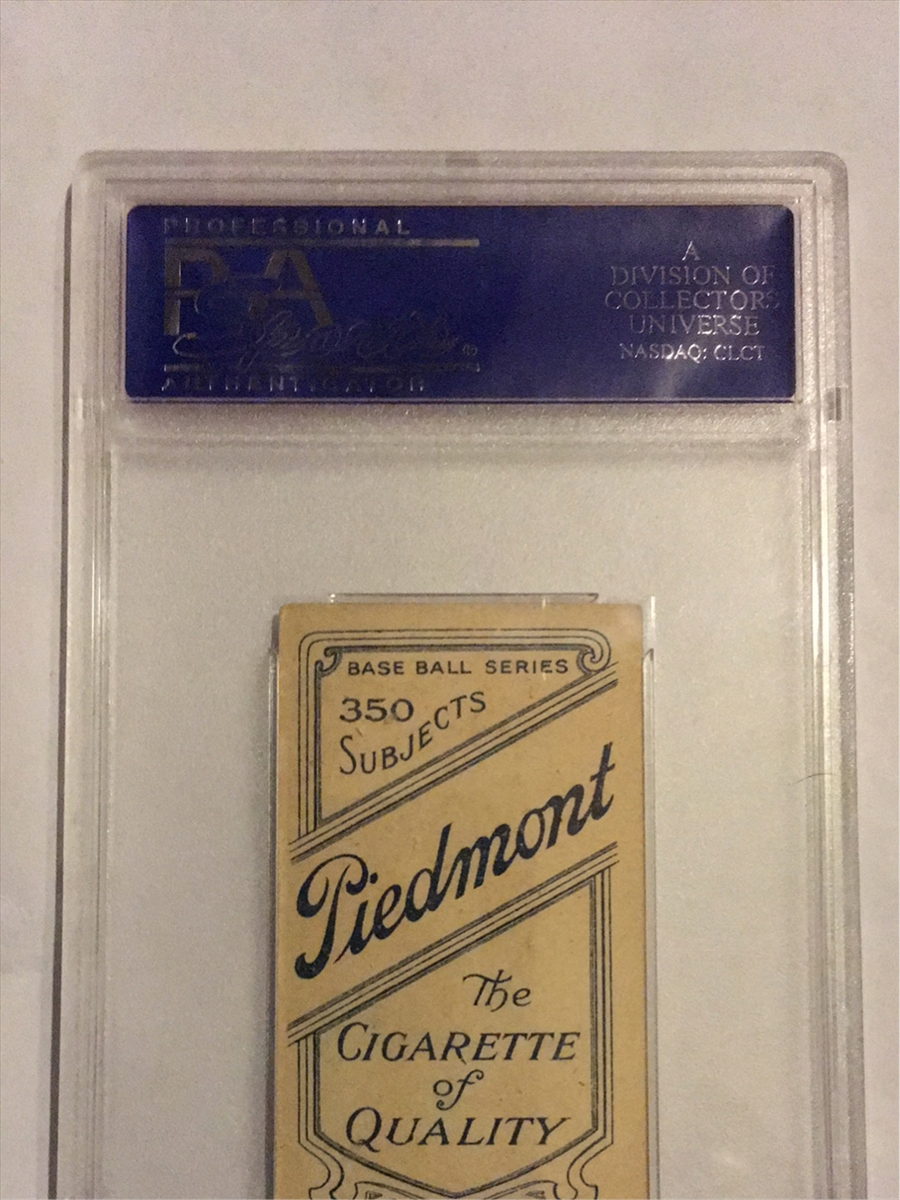 PROFESSIONAL
PSA
AUTHENTICATOR
A
DIVISION OF
COLLECTORS
UNIVERSE
NASDAQ: CLCT
BASE BALL SERIES
350
SUBJECTS
Piedmont
The
CIGARETTE
of
QUALITY